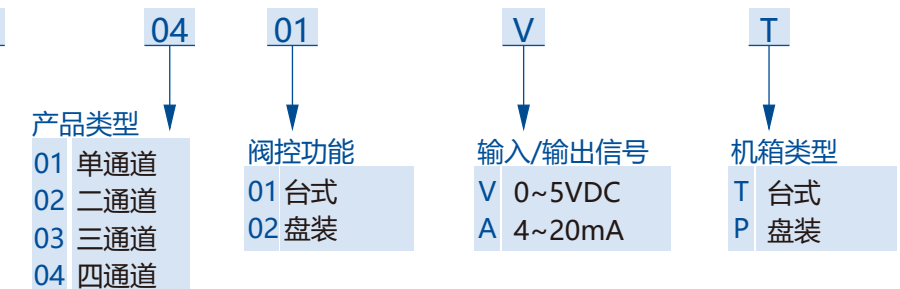 04 01 V T
产品类型
01 单通道
02 二通道
03 三通道
04 四通道
阀控功能
01 台式
02 盘装
输入/输出信号
V 0~5VDC
A 4~20mA
机箱类型
T 台式
P 盘装